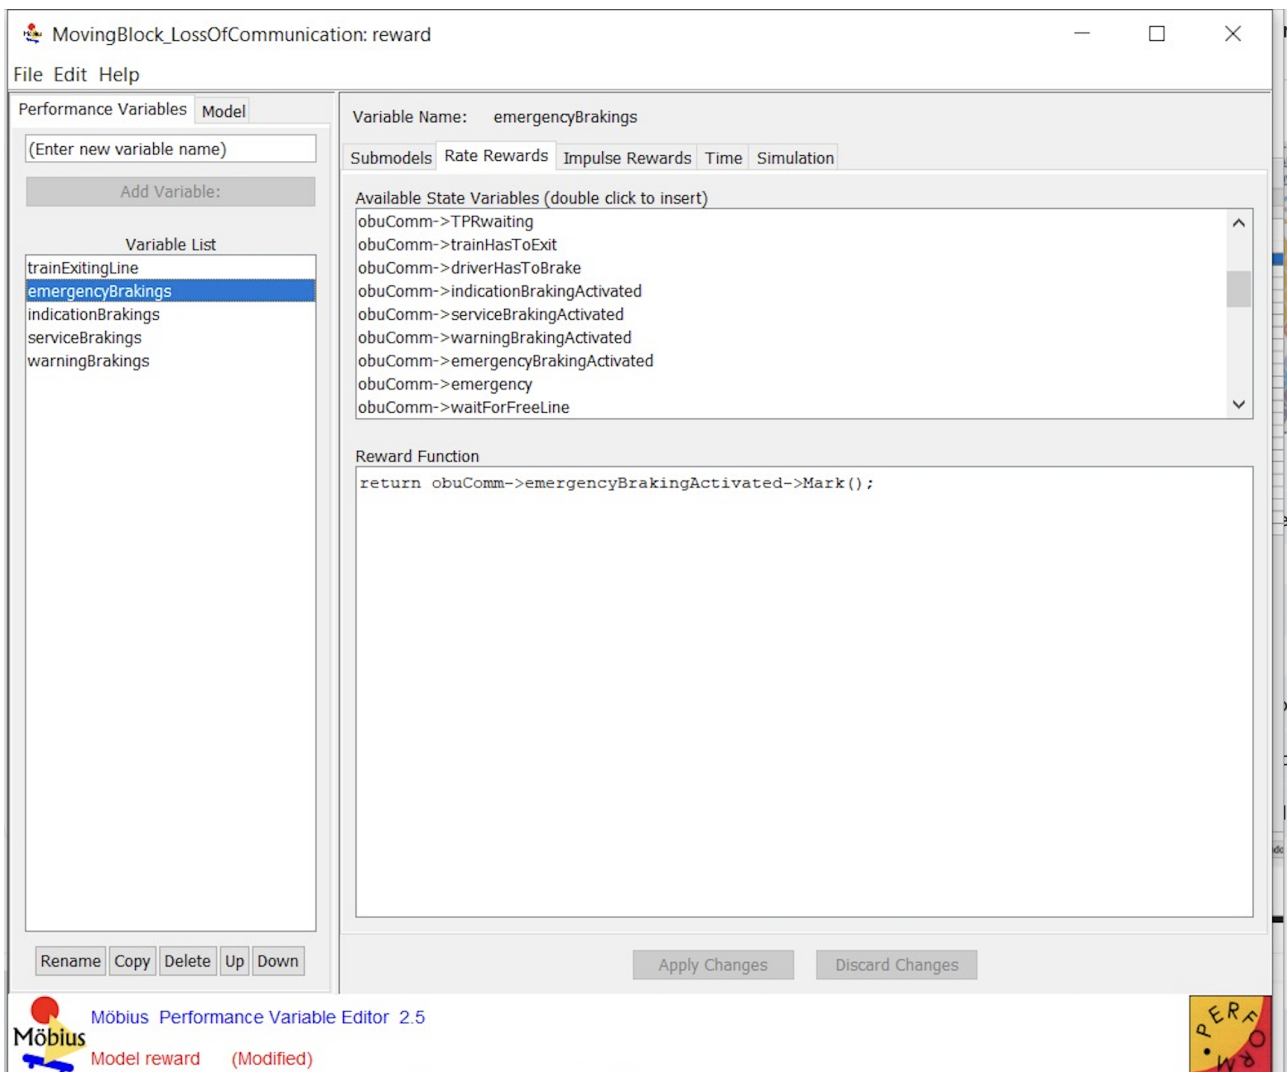 MovingBlock_LossOfCommunication: reward
File Edit Help
Performance Variables Model
(Enter new variable name)
Add Variable:
Variable List
trainExitingLine
emergencyBrakings
indicationBrakings
serviceBrakings
warningBrakings
Rename Copy Delete Up Down
Variable Name: emergencyBrakings
Submodels Rate Rewards Impulse Rewards Time Simulation
Available State Variables (double click to insert)
obuComm->TPRwaiting
obuComm->trainHasToExit
obuComm->driverHasToBrake
obuComm->indicationBrakingActivated
obuComm->serviceBrakingActivated
obuComm->warningBrakingActivated
obuComm->emergencyBrakingActivated
obuComm->emergency
obuComm->waitForFreeLine
Reward Function
return obuComm->emergencyBrakingActivated->Mark();
Apply Changes Discard Changes
Möbius
Möbius Performance Variable Editor 2.5
Model reward (Modified)
PERFORM